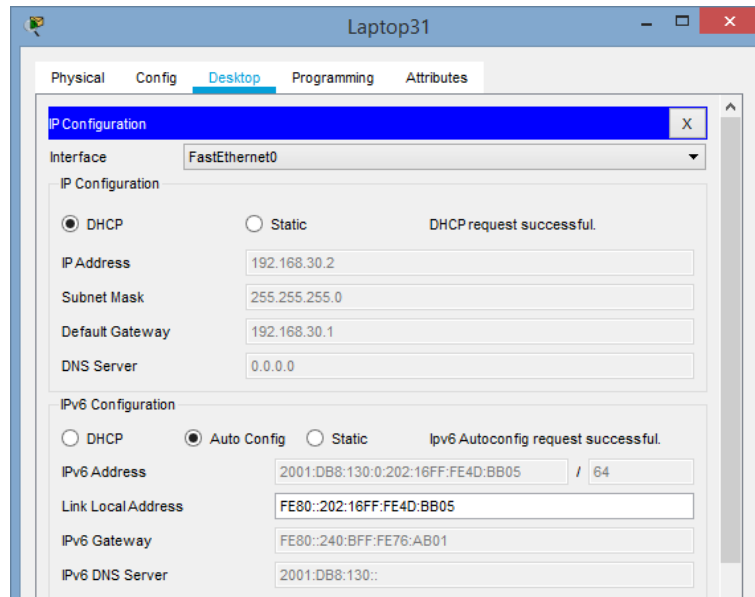 Laptop31
Physical Config Desktop Programming Attributes
IP Configuration X
Interface FastEthernet0
IP Configuration
DHCP Static DHCP request successful.
IP Address 192.168.30.2
Subnet Mask 255.255.255.0
Default Gateway 192.168.30.1
DNS Server 0.0.0.0
IPv6 Configuration
DHCP Auto Config Static Ipv6 Autoconfig request successful.
IPv6 Address 2001:DB8:130:0:202:16FF:FE4D:BB05 / 64
Link Local Address FE80::202:16FF:FE4D:BB05
IPv6 Gateway FE80::240:BFF:FE76:AB01
IPv6 DNS Server 2001:DB8:130::